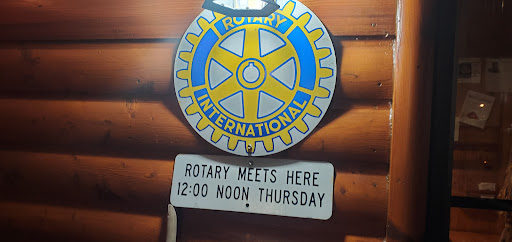 ROTARY
INTERNATIONAL
ROTARY MEETS HERE
12:00 NOON THURSDAY